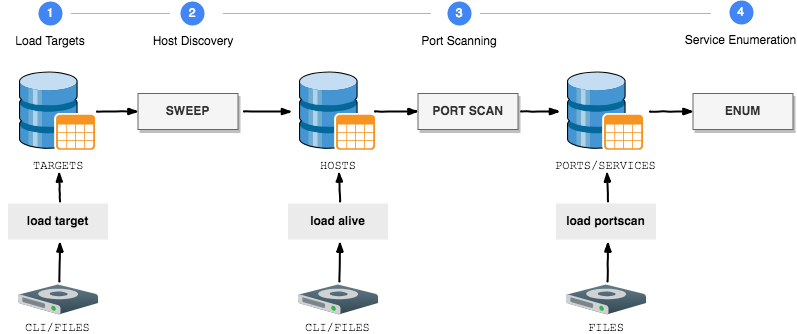 1
2
3
4
Load Targets
Host Discovery
Port Scanning
Service Enumeration
SWEEP
PORT SCAN
ENUM
TARGETS
HOSTS
PORTS/SERVICES
load target
load alive
load portscan
CLI/FILES
CLI/FILES
FILES